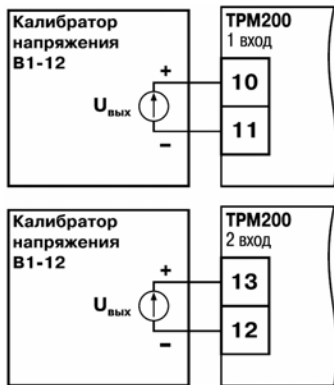 Калибратор
напряжения
В1-12
+
Uвых
−
ТРМ200
1 вход
10
11
Калибратор
напряжения
В1-12
+
Uвых
−
ТРМ200
2 вход
13
12